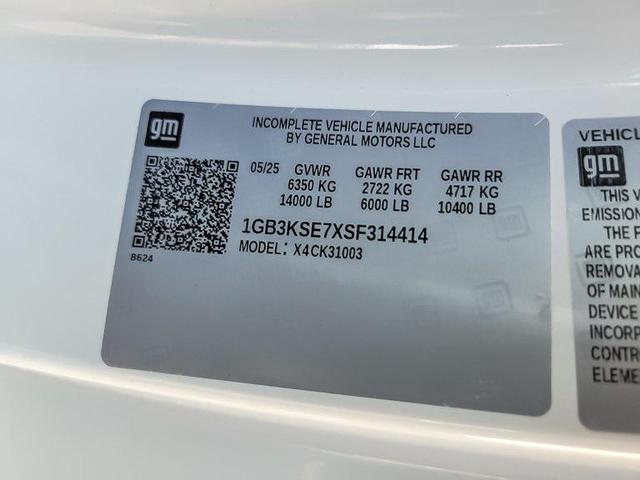 gm
INCOMPLETE VEHICLE MANUFACTURED
BY GENERAL MOTORS LLC
05/25 GVWR GAWR FRT GAWR RR
6350 KG 2722 KG 4717 KG
14000 LB 6000 LB 10400 LB
1GB3KSE7XSF314414
MODEL: X4CK31003
8624
VEHICL
gm
THIS V
EMISSION
THE F
ARE PRO
REMOVA
OF MAIN
DEVICE
INCORP
CONTR
ELEME